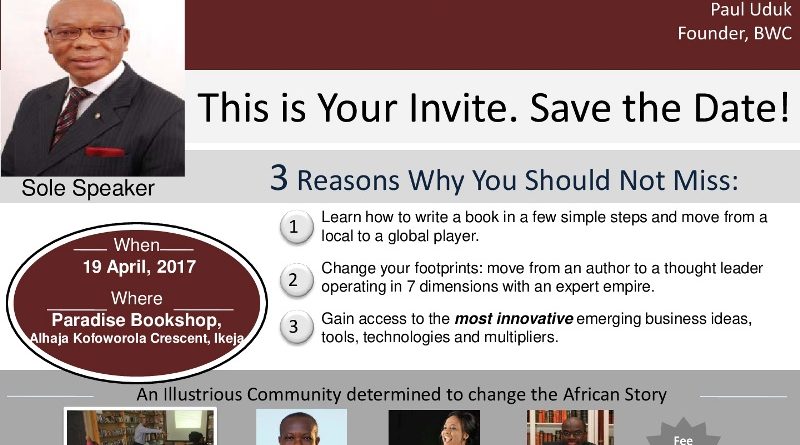 Paul Uduk
Founder, BWC
This is Your Invite. Save the Date!
Sole Speaker
3 Reasons Why You Should Not Miss:
1 Learn how to write a book in a few simple steps and move from a
local to a global player.
2 Change your footprints: move from an author to a thought leader
operating in 7 dimensions with an expert empire.
3 Gain access to the most innovative emerging business ideas,
tools, technologies and multipliers.
When
19 April, 2017
Where
Paradise Bookshop,
Alhaja Kofoworola Crescent, Ikeja
An Illustrious Community determined to change the African Story
Fee